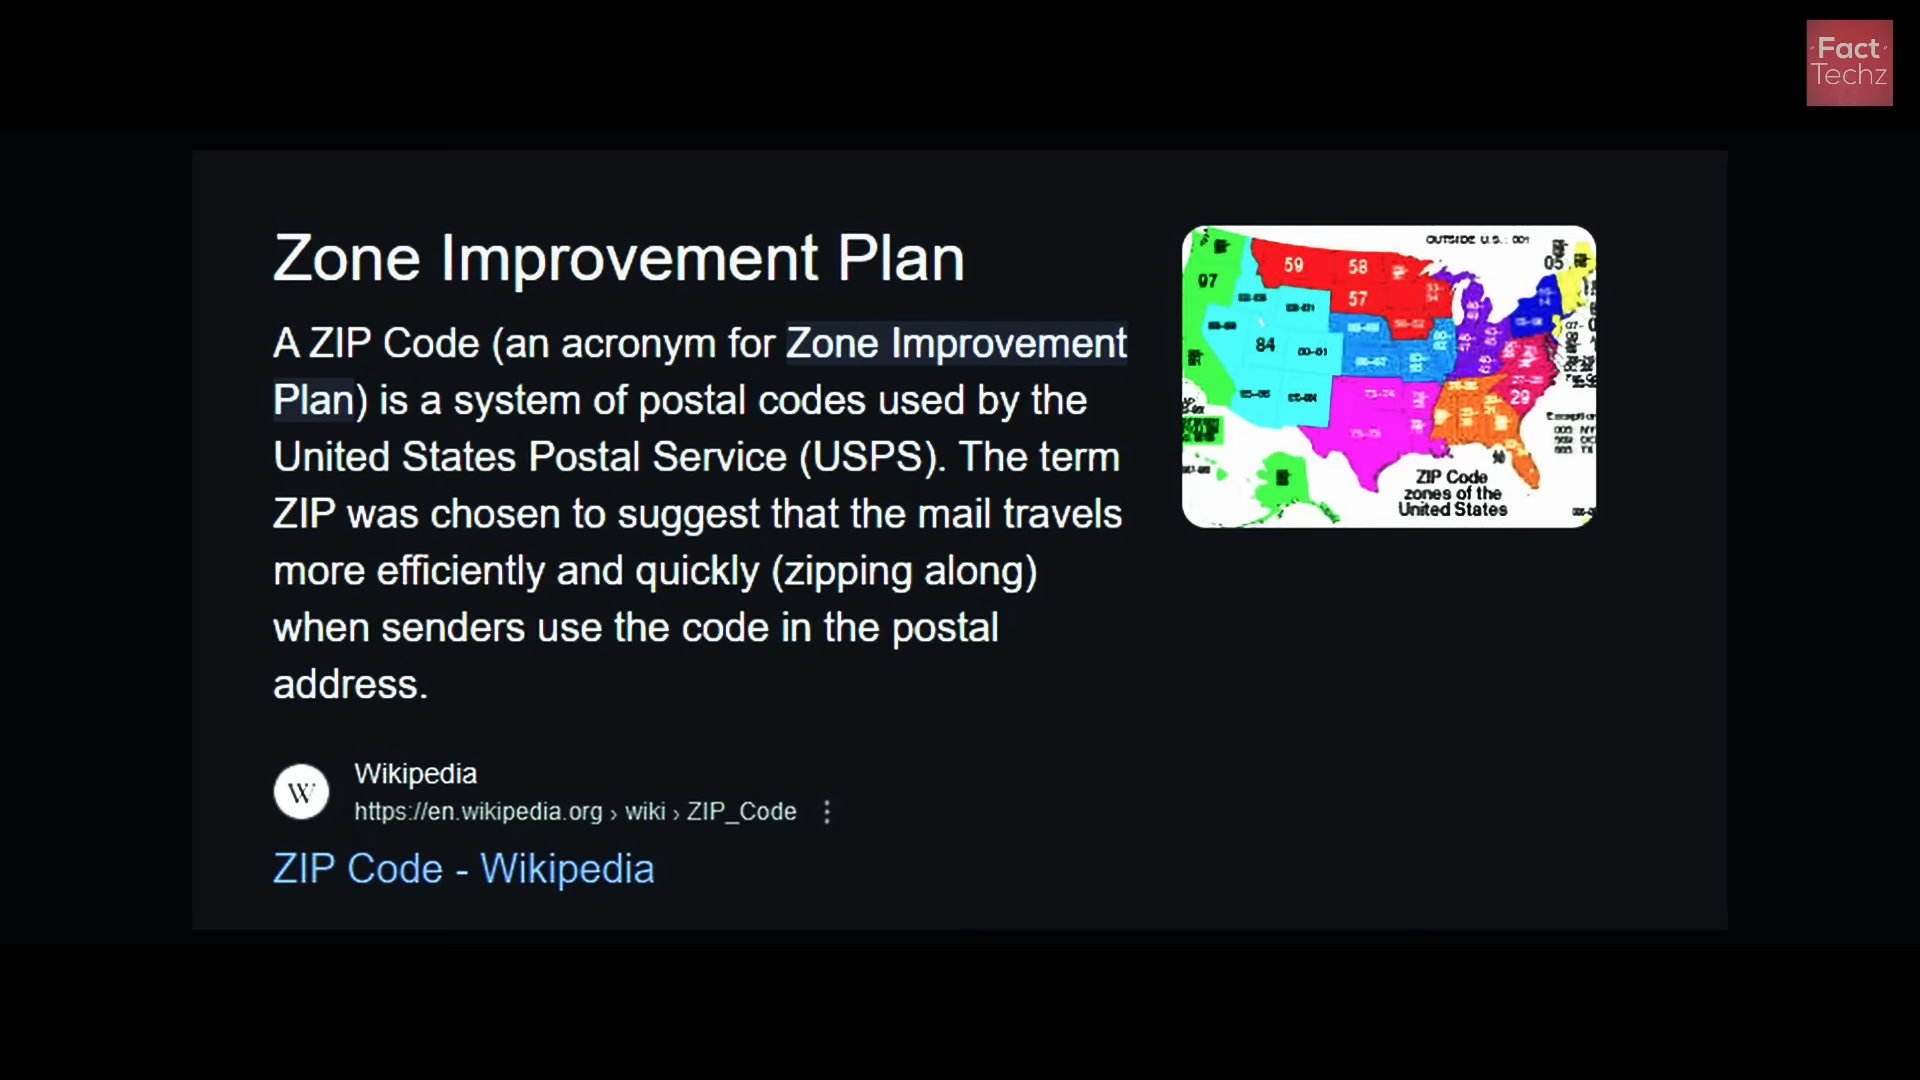 Fact
Techz
Zone Improvement Plan
A ZIP Code (an acronym for Zone Improvement
Plan) is a system of postal codes used by the
United States Postal Service (USPS). The term
ZIP was chosen to suggest that the mail travels
more efficiently and quickly (zipping along)
when senders use the code in the postal
address.
OUTSIDE U.S.: 001
05
59
58
97
57
84
29
ZIP Code
zones of the
United States
W
Wikipedia
https://en.wikipedia.org › wiki › ZIP_Code
ZIP Code - Wikipedia